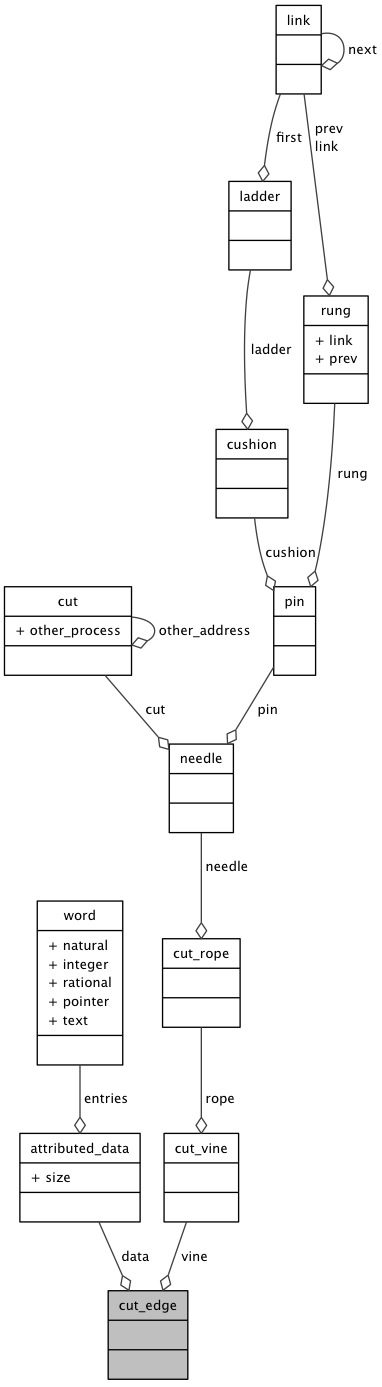 link
next
first
prev
link
ladder
rung
+ link
+ prev
ladder
cushion
rung
cushion
cut
+ other_process
other_address
pin
cut
pin
needle
needle
word
+ natural
+ integer
+ rational
+ pointer
+ text
cut_rope
entries
rope
attributed_data
+ size
cut_vine
data
vine
cut_edge